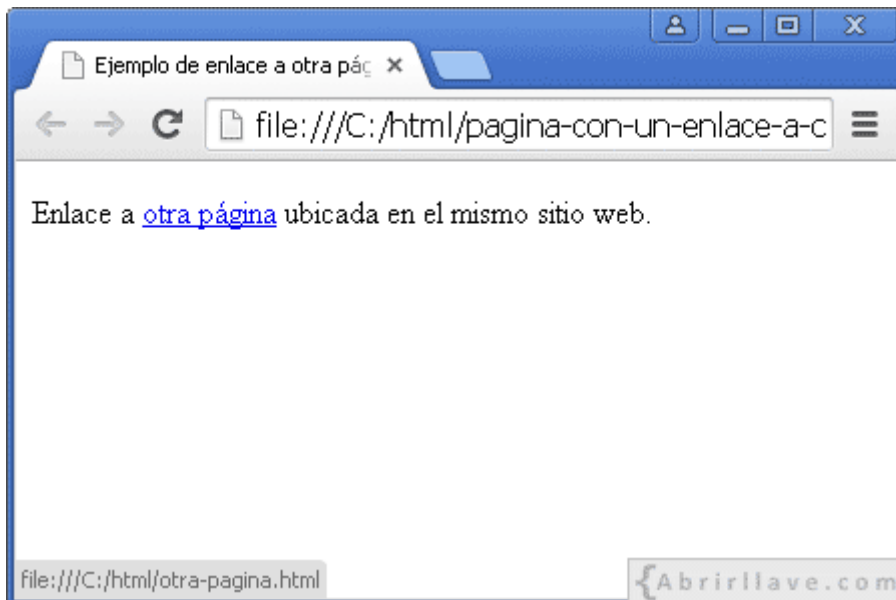 Ejemplo de enlace a otra pág
file:///C:/html/pagina-con-un-enlace-a-c
Enlace a otra página ubicada en el mismo sitio web.
file:///C:/html/otra-pagina.html
{Abrirllave.com